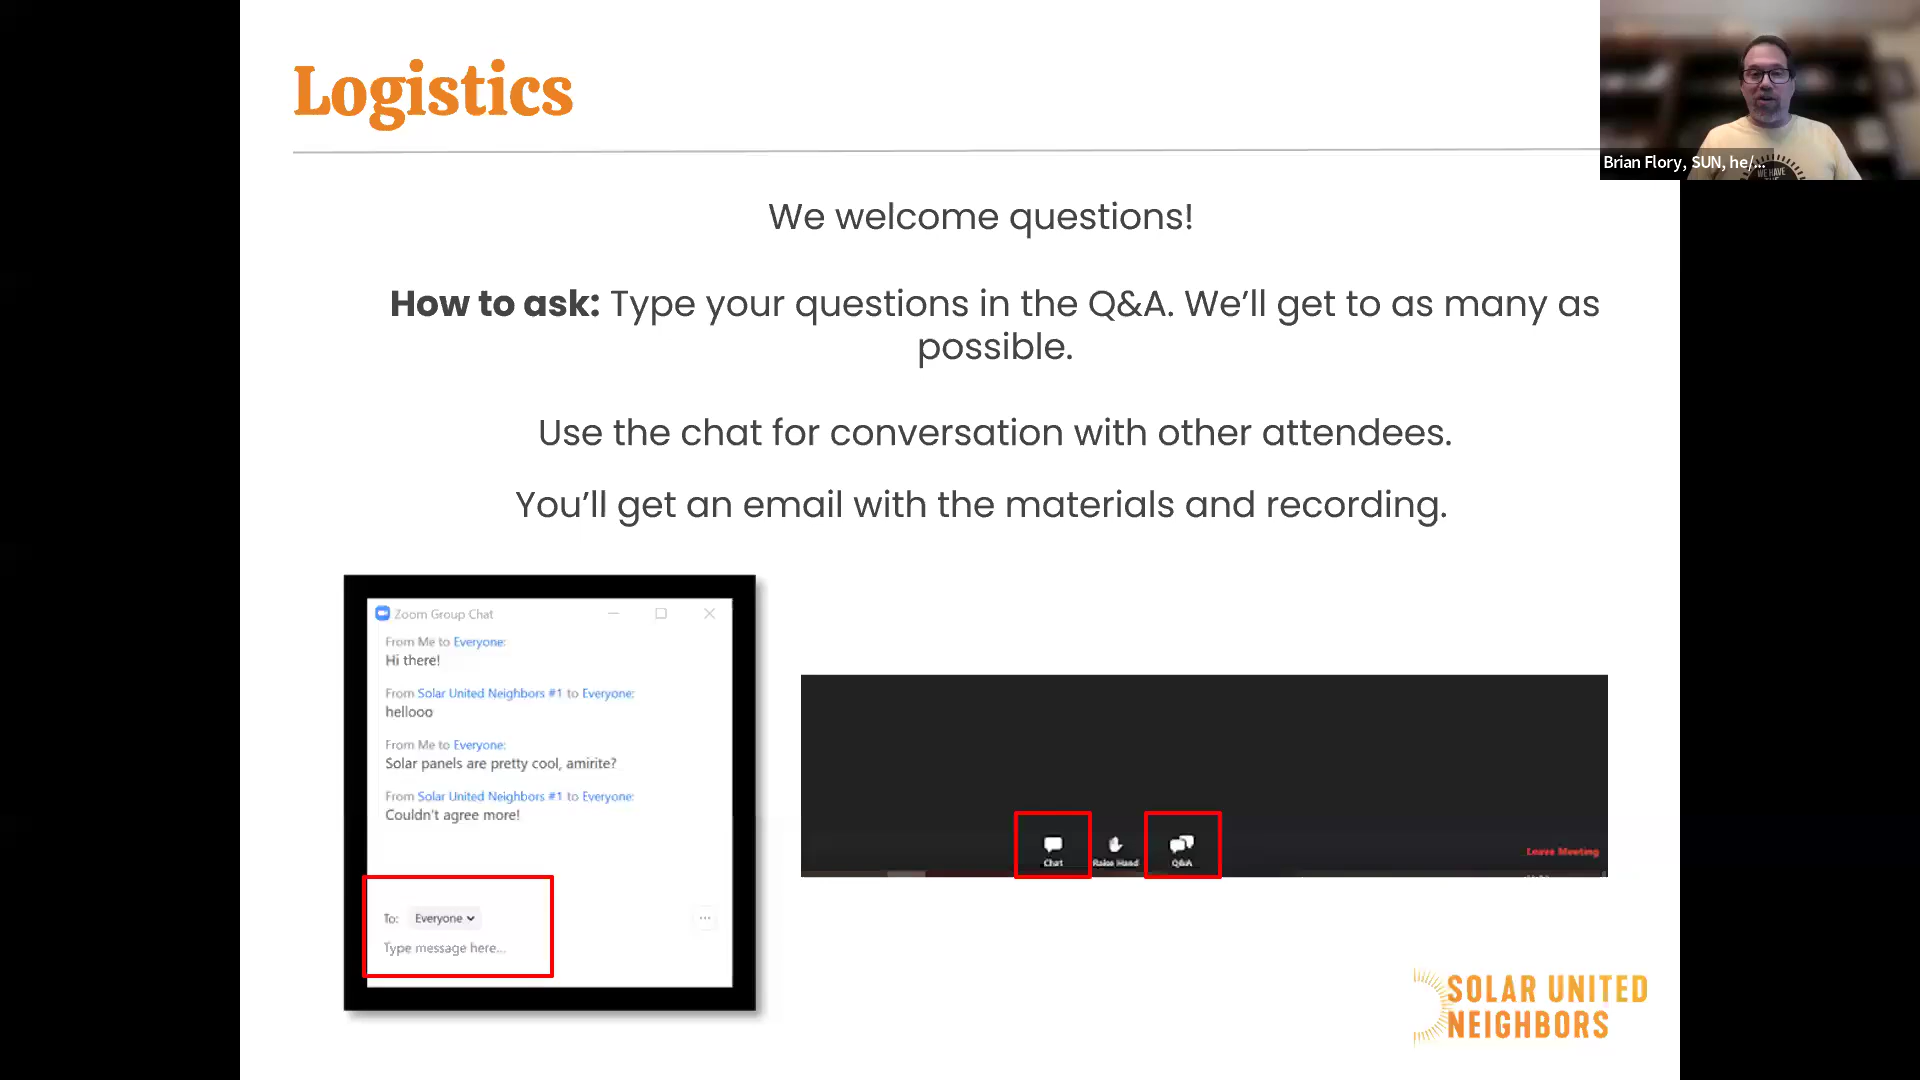 Logistics
Brian Flory, SUN, he/...
WE HAVE
We welcome questions!
How to ask: Type your questions in the Q&A. We'll get to as many as
possible.
Use the chat for conversation with other attendees.
You'll get an email with the materials and recording.
Zoom Group Chat
From Me to Everyone:
Hi there!
From Solar United Neighbors #1 to Everyone:
hellooo
From Me to Everyone:
Solar panels are pretty cool, amirite?
From Solar United Neighbors #1 to Everyone:
Couldn't agree more!
To: Everyone
Type message here...
Chat
Raise Hand
Q&A
Leave Meeting
SOLAR UNITED
NEIGHBORS